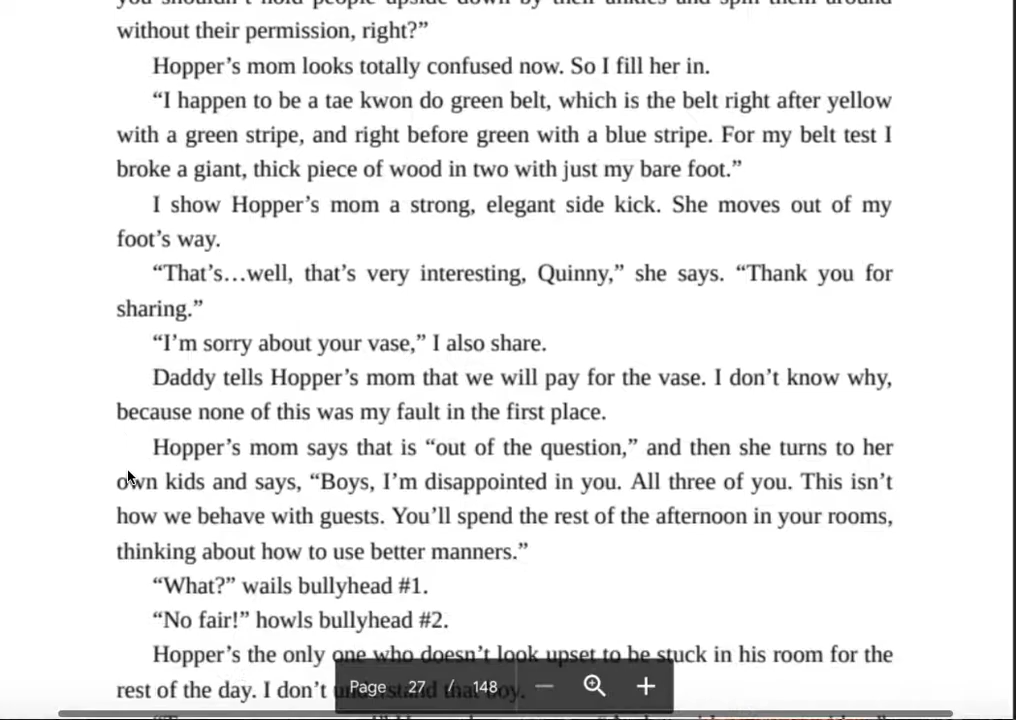 without their permission, right?”
Hopper’s mom looks totally confused now. So I fill her in.
“I happen to be a tae kwon do green belt, which is the belt right after yellow
with a green stripe, and right before green with a blue stripe. For my belt test I
broke a giant, thick piece of wood in two with just my bare foot.”
I show Hopper’s mom a strong, elegant side kick. She moves out of my
foot’s way.
“That’s…well, that’s very interesting, Quinny,” she says. “Thank you for
sharing.”
“I’m sorry about your vase,” I also share.
Daddy tells Hopper’s mom that we will pay for the vase. I don’t know why,
because none of this was my fault in the first place.
Hopper’s mom says that is “out of the question,” and then she turns to her
own kids and says, “Boys, I’m disappointed in you. All three of you. This isn’t
how we behave with guests. You’ll spend the rest of the afternoon in your rooms,
thinking about how to use better manners.”
“What?” wails bullyhead #1.
“No fair!” howls bullyhead #2.
Hopper’s the only one who doesn’t look upset to be stuck in his room for the
rest of the day. I don’t understand that boy.
Page 27 / 148